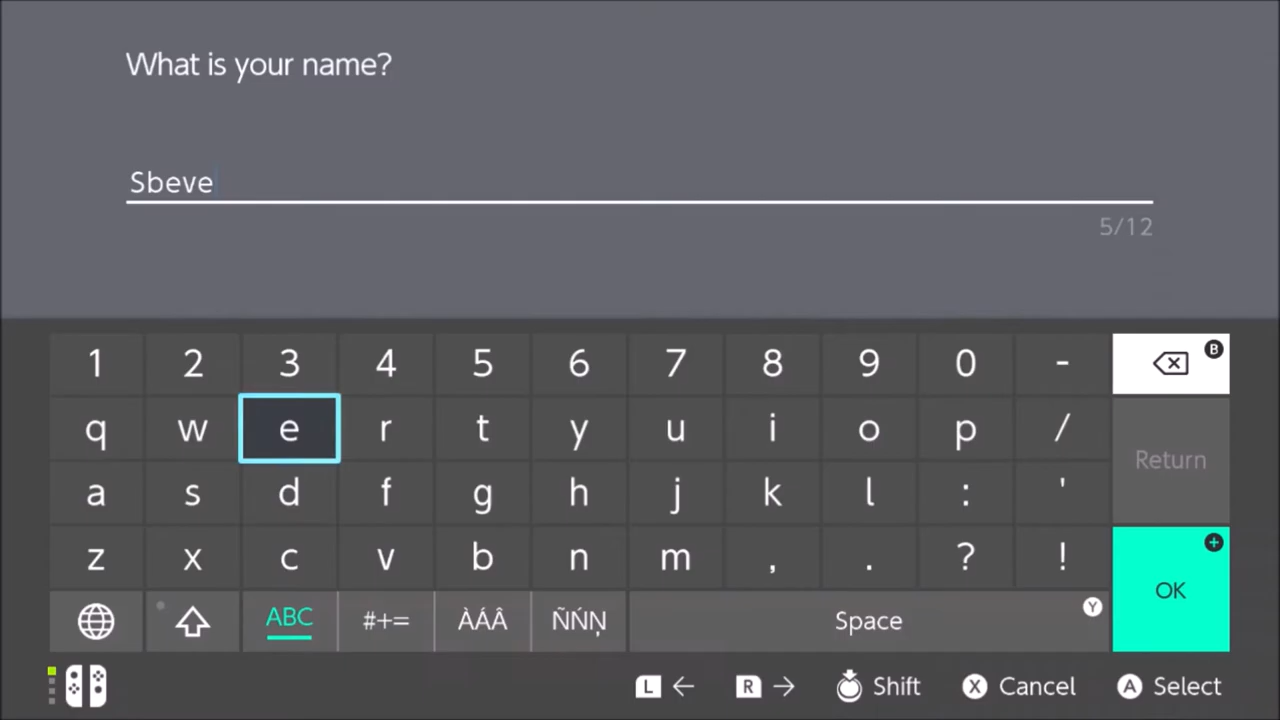 What is your name?
Sbeve
5/12
1 2 3 4 5 6 7 8 9 0 - B
q w e r t y u i o p / Return
a s d f g h j k l : '
z x c v b n m , . ? ! + OK
ABC #+= ÀÁÂ ÑŃŅ Space Y
L ← R → Shift X Cancel A Select